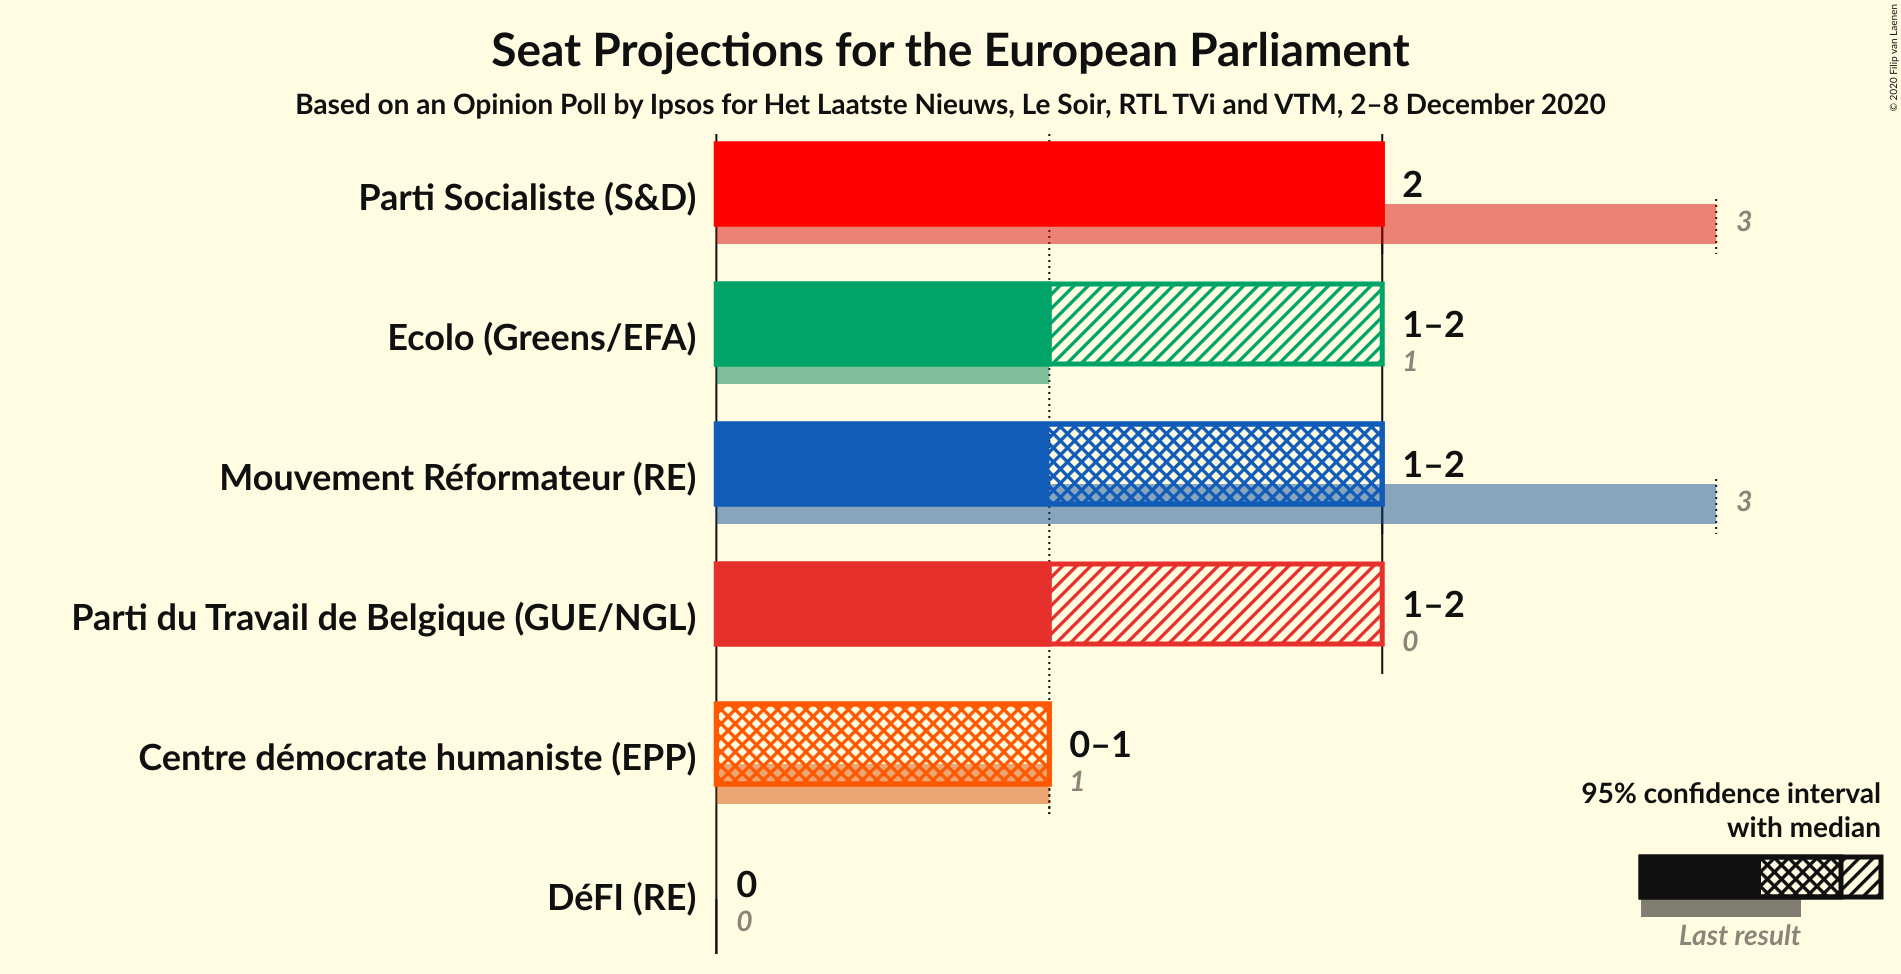 Seat Projections for the European Parliament
Based on an Opinion Poll by Ipsos for Het Laatste Nieuws, Le Soir, RTL TVi and VTM, 2–8 December 2020
© 2020 Filip van Laenen
Parti Socialiste (S&D)
2
3
Ecolo (Greens/EFA)
1–2
1
Mouvement Réformateur (RE)
1–2
3
Parti du Travail de Belgique (GUE/NGL)
1–2
0
Centre démocrate humaniste (EPP)
0–1
1
DéFI (RE)
0
0
95% confidence interval
with median
Last result